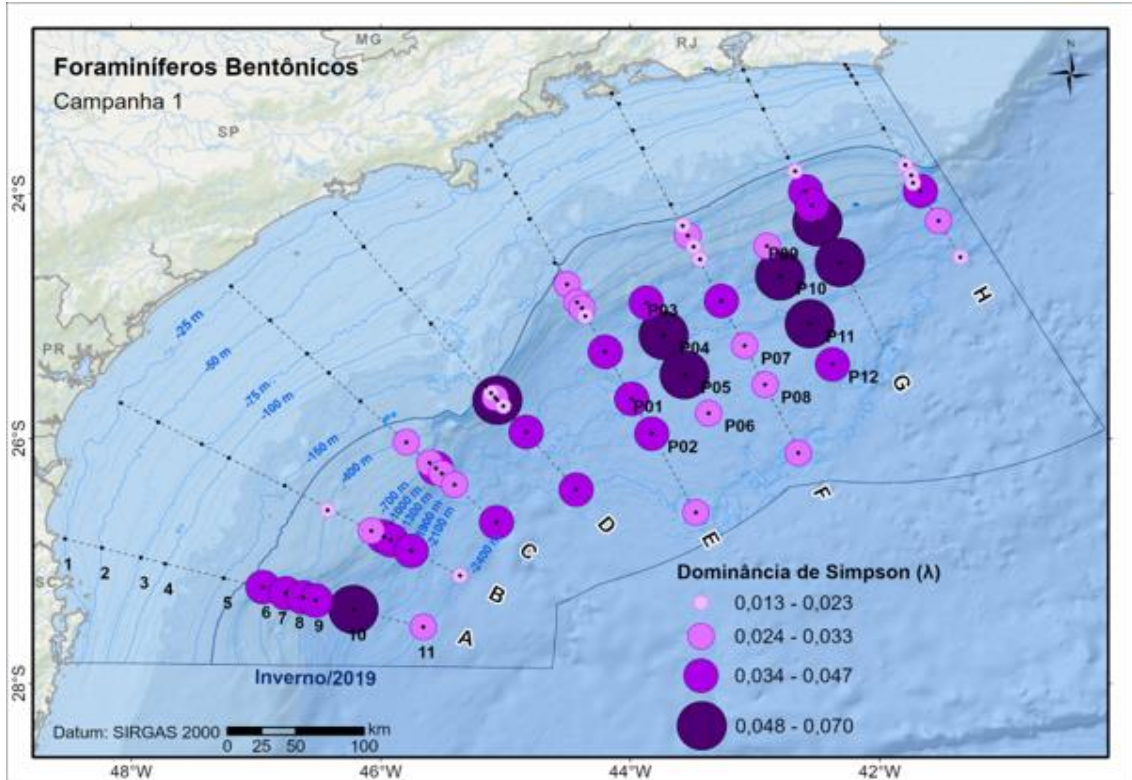 MG
RJ
Foraminíferos Bentônicos
Campanha 1
SP
N
24°S
24°S
-25 m
-50 m
-75 m
-100 m
-150 m
-400 m
-700 m
-1000 m
-1300 m
-1900 m
-2100 m
-2400 m
PR
SC
26°S
26°S
28°S
28°S
P09
P10
P03
P04
P11
P07
P12
P05
P08
P01
P06
P02
H
G
F
E
D
C
B
A
1
2
3
4
5
6
7
8
9
10
11
Dominância de Simpson (λ)
0,013 - 0,023
0,024 - 0,033
0,034 - 0,047
0,048 - 0,070
Inverno/2019
Datum: SIRGAS 2000
km
0 25 50 100
48°W
46°W
44°W
42°W